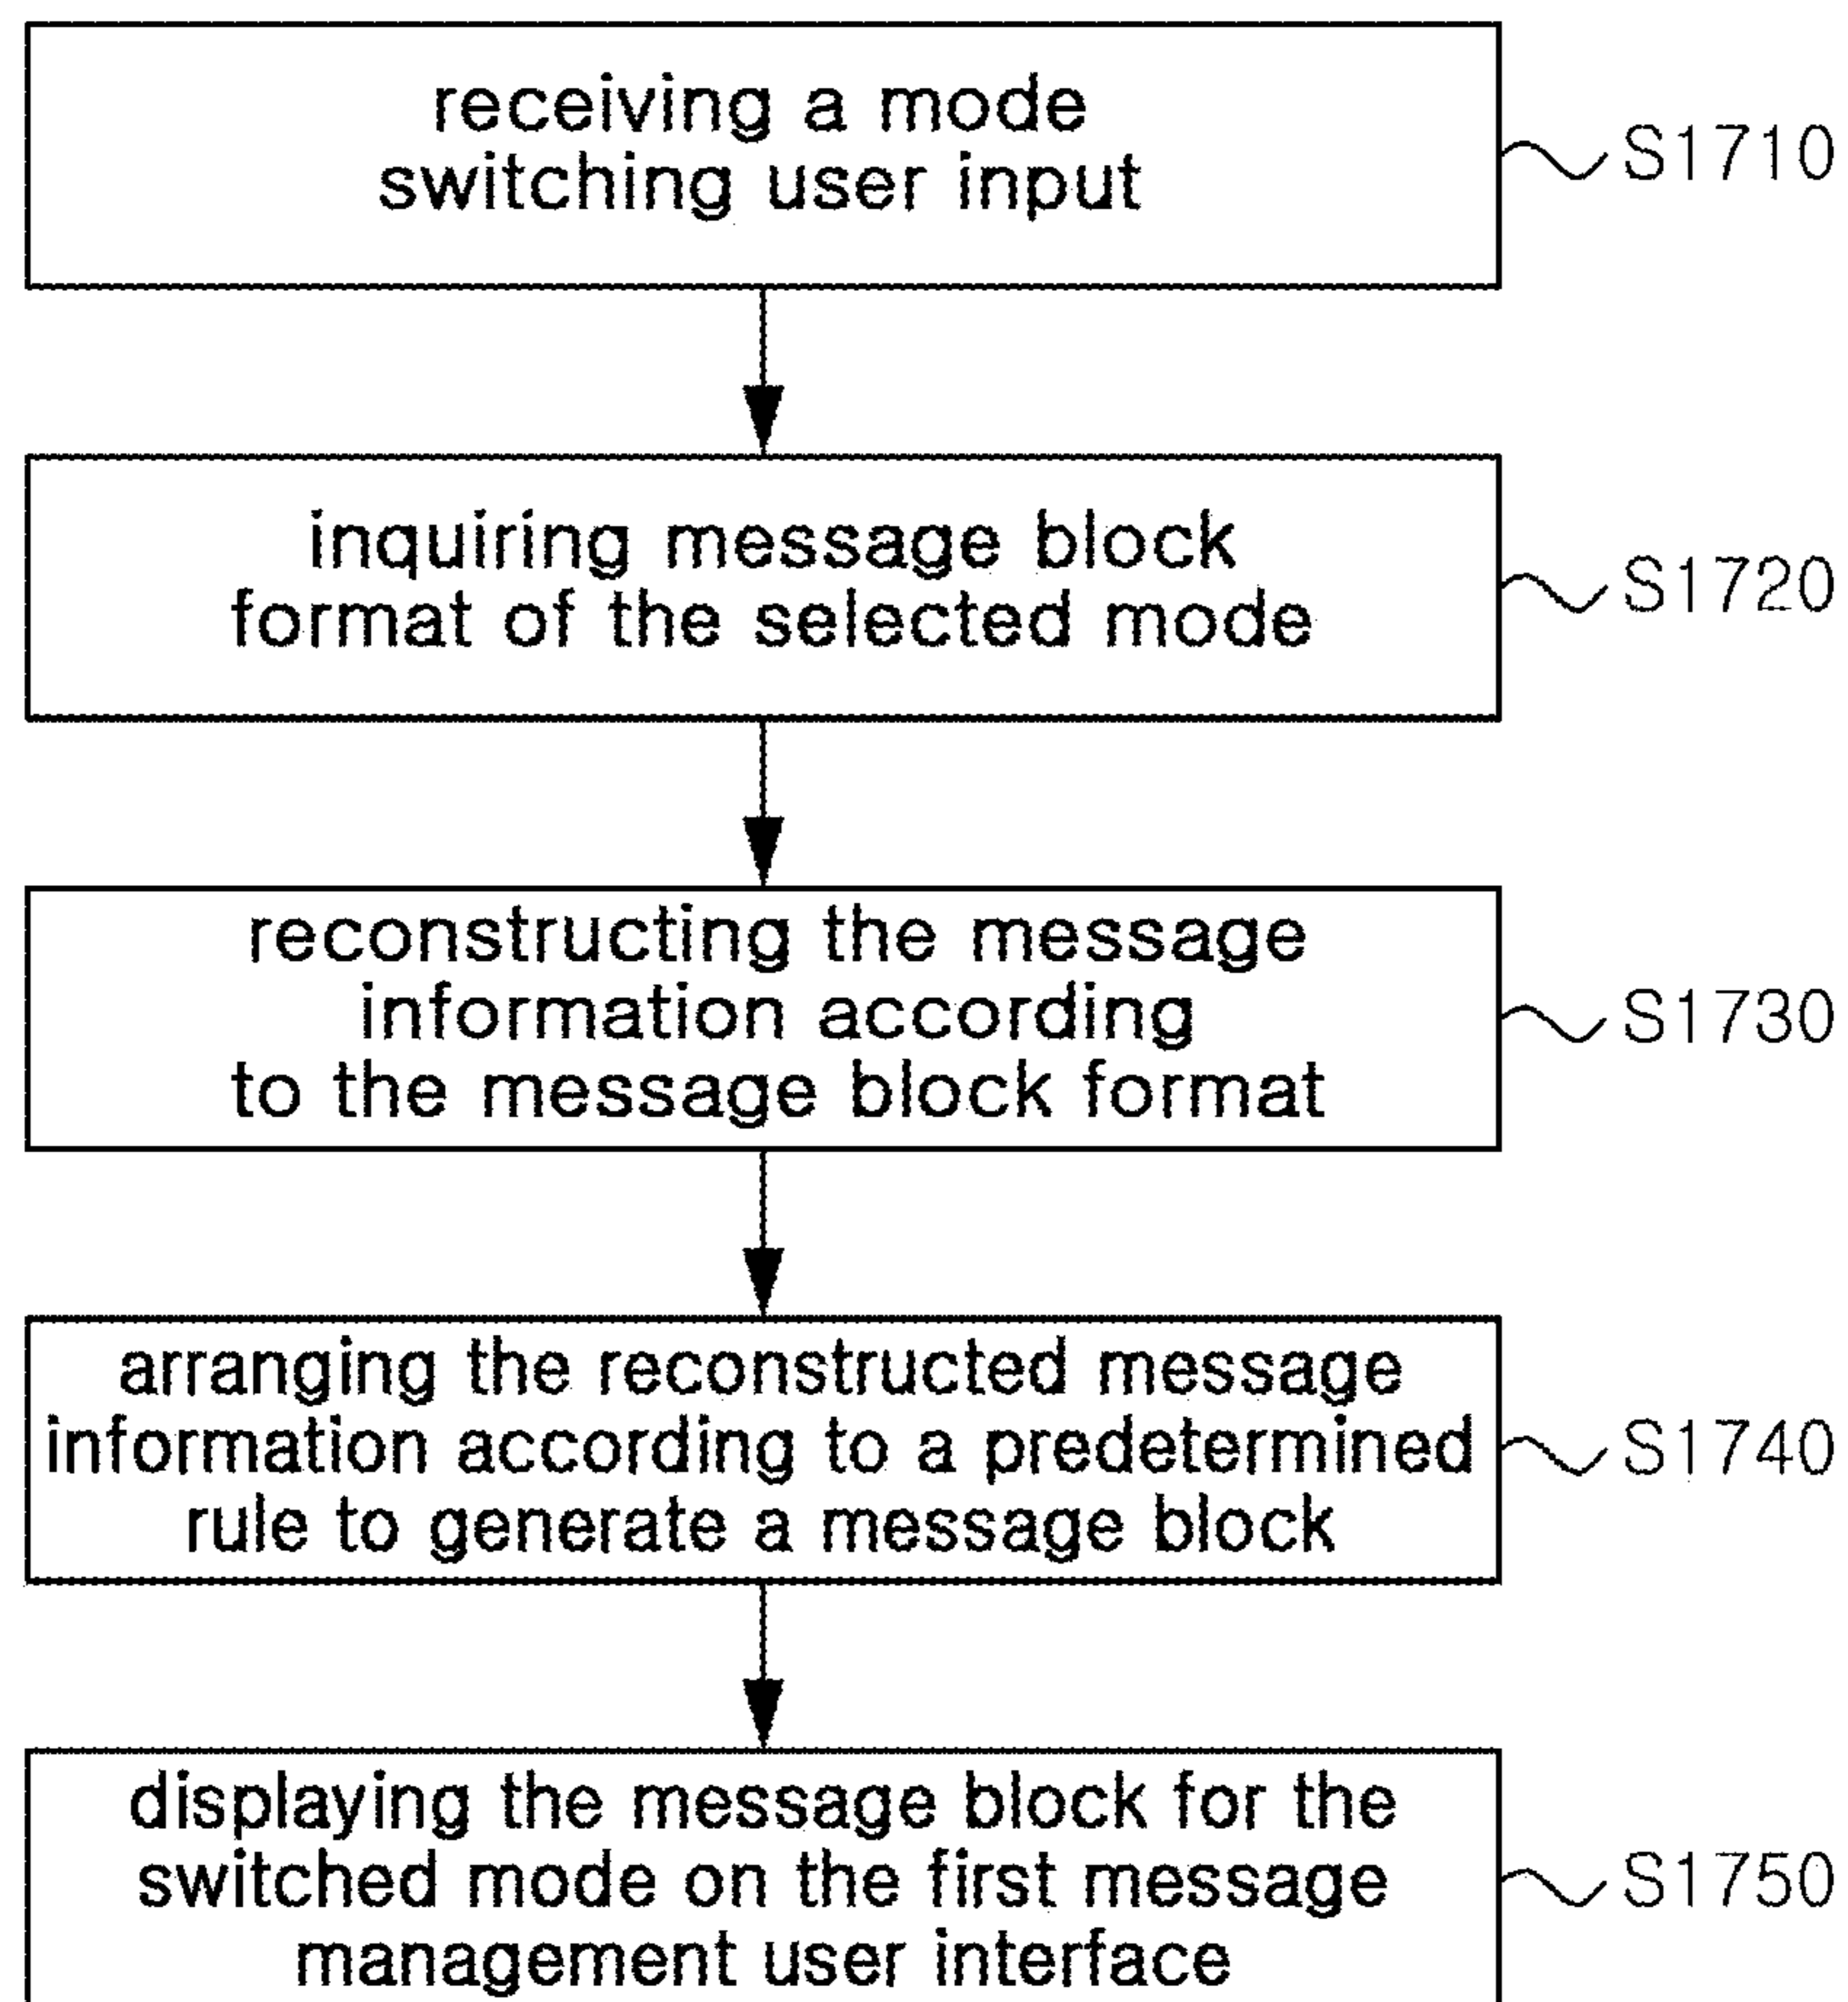 receiving a mode
switching user input
S1710
inquiring message block
format of the selected mode
S1720
reconstructing the message
information according
to the message block format
S1730
arranging the reconstructed message
information according to a predetermined
rule to generate a message block
S1740
displaying the message block for the
switched mode on the first message
management user interface
S1750